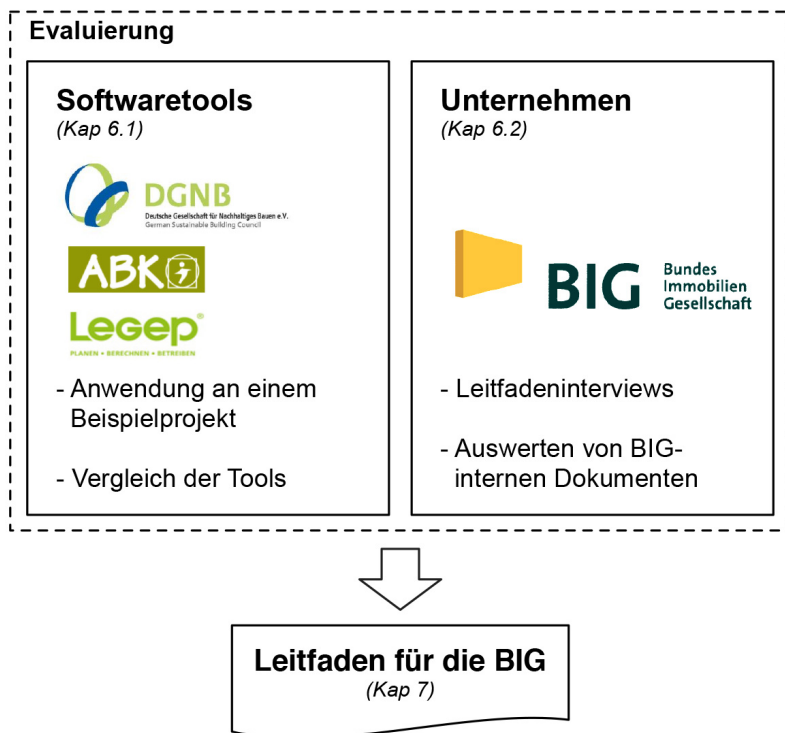 Evaluierung
Softwaretools
(Kap 6.1)
DGNB
Deutsche Gesellschaft für Nachhaltiges Bauen e.V.
German Sustainable Building Council
ABK
Legep®
PLANEN • BERECHNEN • BETREIBEN
- Anwendung an einem
Beispielprojekt
- Vergleich der Tools
Unternehmen
(Kap 6.2)
BIG
Bundes
Immobilien
Gesellschaft
- Leitfadeninterviews
- Auswerten von BIG-
internen Dokumenten
Leitfaden für die BIG
(Kap 7)